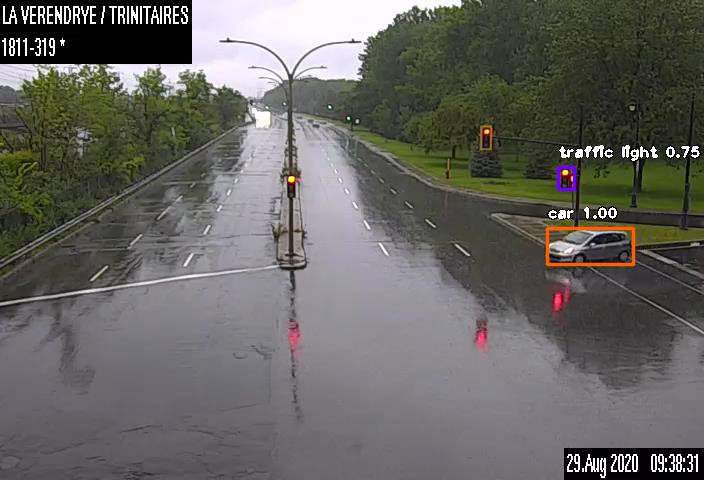 LA VERENDRYE / TRINITAIRES
1811-319 *
traffic light 0.75
car 1.00
29.Aug 2020 09:38:31